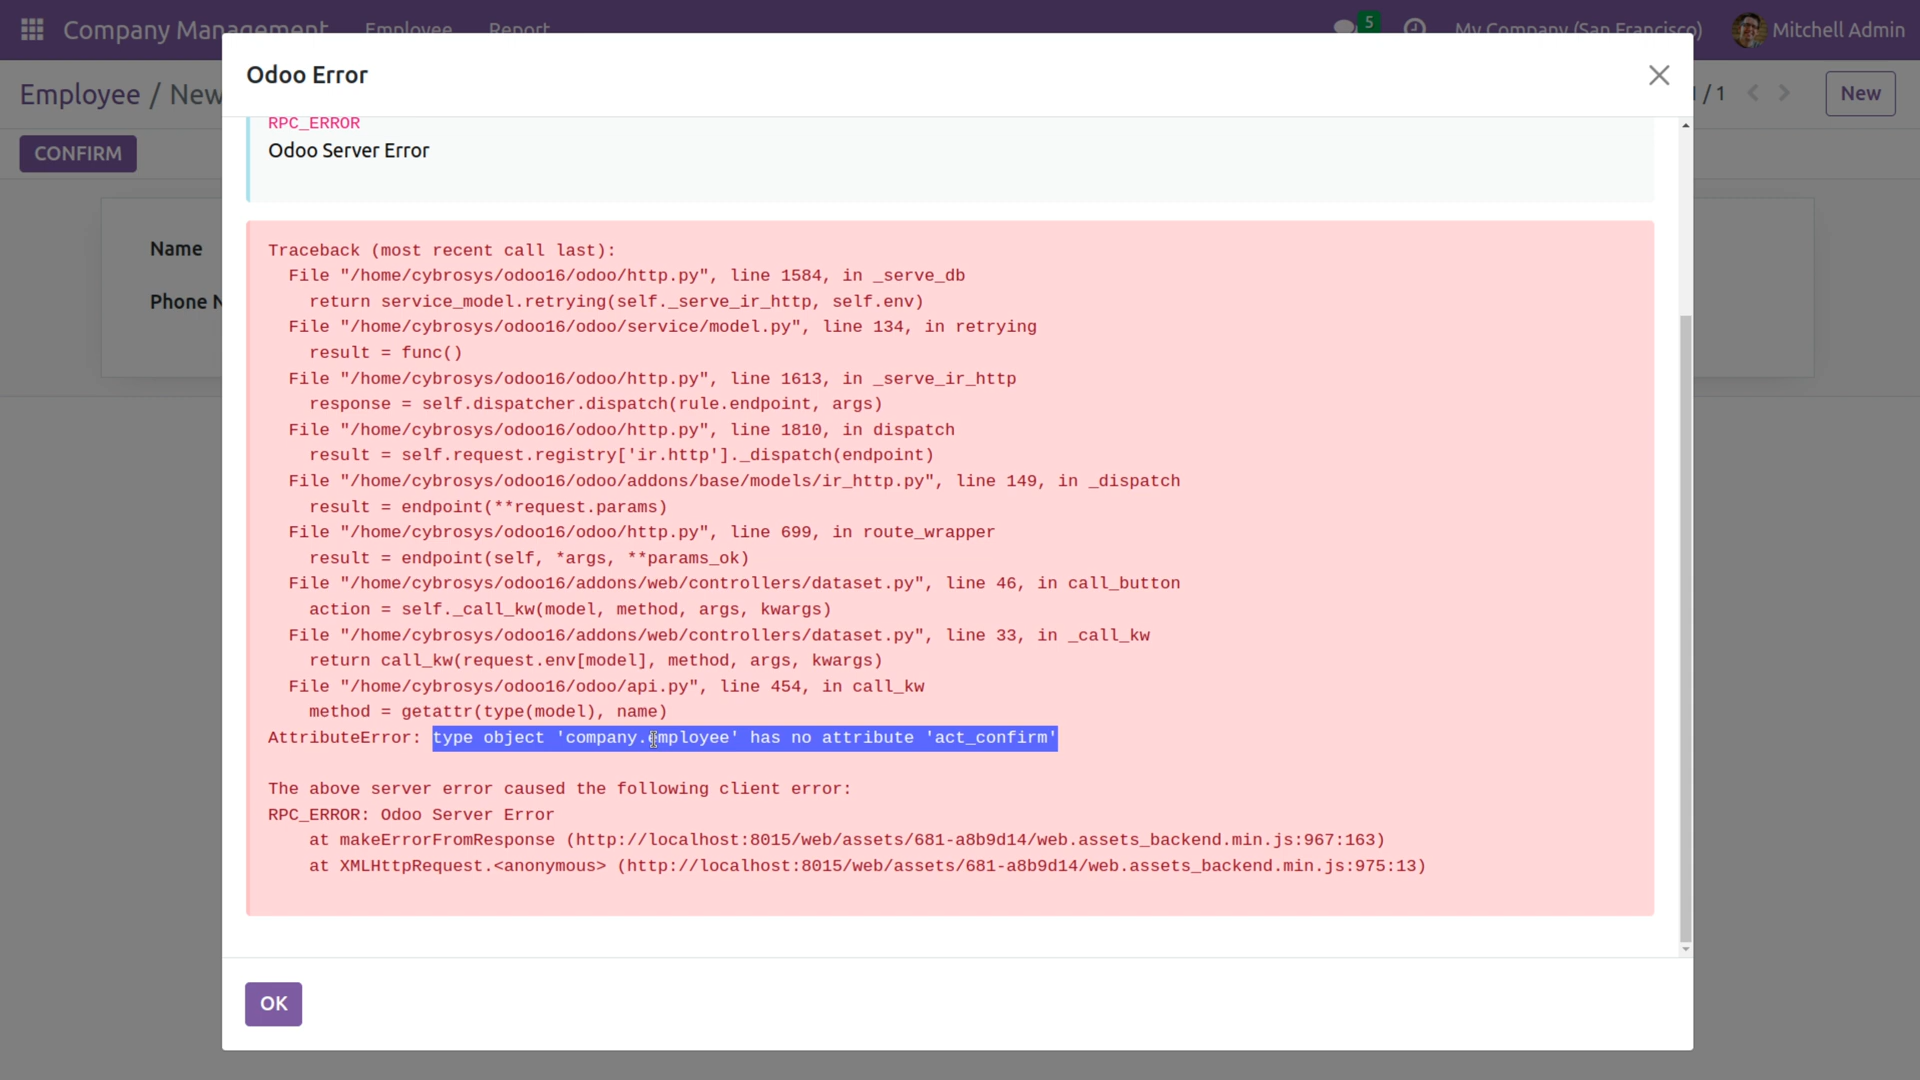 Company Management Employee Report 5 My Company (San Francisco) Mitchell Admin
Odoo Error
Employee / New / 1 New
RPC_ERROR
Odoo Server Error
CONFIRM
Name
Phone N
Traceback (most recent call last):
File "/home/cybrosys/odoo16/odoo/http.py", line 1584, in _serve_db
return service_model.retrying(self._serve_ir_http, self.env)
File "/home/cybrosys/odoo16/odoo/service/model.py", line 134, in retrying
result = func()
File "/home/cybrosys/odoo16/odoo/http.py", line 1613, in _serve_ir_http
response = self.dispatcher.dispatch(rule.endpoint, args)
File "/home/cybrosys/odoo16/odoo/http.py", line 1810, in dispatch
result = self.request.registry['ir.http']._dispatch(endpoint)
File "/home/cybrosys/odoo16/odoo/addons/base/models/ir_http.py", line 149, in _dispatch
result = endpoint(**request.params)
File "/home/cybrosys/odoo16/odoo/http.py", line 699, in route_wrapper
result = endpoint(self, *args, **params_ok)
File "/home/cybrosys/odoo16/addons/web/controllers/dataset.py", line 46, in call_button
action = self._call_kw(model, method, args, kwargs)
File "/home/cybrosys/odoo16/addons/web/controllers/dataset.py", line 33, in _call_kw
return call_kw(request.env[model], method, args, kwargs)
File "/home/cybrosys/odoo16/odoo/api.py", line 454, in call_kw
method = getattr(type(model), name)
AttributeError: type object 'company.employee' has no attribute 'act_confirm'
The above server error caused the following client error:
RPC_ERROR: Odoo Server Error
at makeErrorFromResponse (http://localhost:8015/web/assets/681-a8b9d14/web.assets_backend.min.js:967:163)
at XMLHttpRequest.<anonymous> (http://localhost:8015/web/assets/681-a8b9d14/web.assets_backend.min.js:975:13)
OK